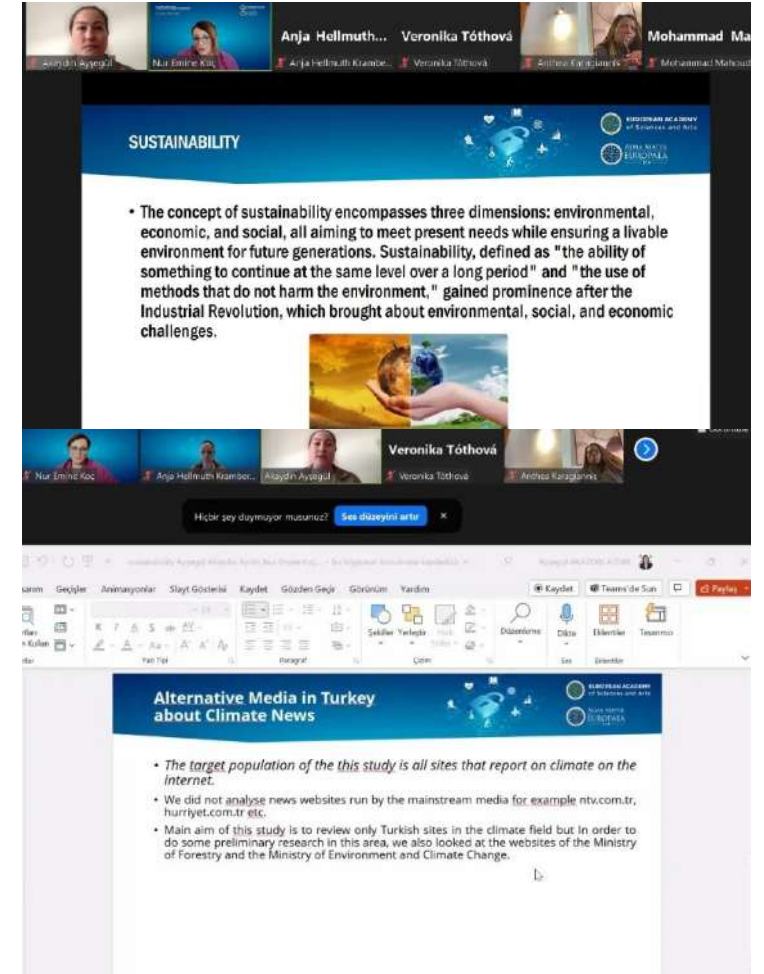 Anja Hellmuth... Veronika Tóthová Mohammad Ma
Akaydin Ayşegül Nur Emine Koç Anja Hellmuth Krambe... Veronika Tóthová Anthea Karagiannis Mohammad Mahoud
SUSTAINABILITY
EUROPEAN ACADEMY
of Sciences and Arts
ALMA MATER
EUROPAEA
• The concept of sustainability encompasses three dimensions: environmental,
economic, and social, all aiming to meet present needs while ensuring a livable
environment for future generations. Sustainability, defined as "the ability of
something to continue at the same level over a long period" and "the use of
methods that do not harm the environment," gained prominence after the
Industrial Revolution, which brought about environmental, social, and economic
challenges.
Veronika Tóthová
Nur Emine Koç Anja Hellmuth Kramber... Akaydin Ayşegül Veronika Tóthová Anthea Karagiannis
Hiçbir şey duymuyor musunuz? Ses düzeyini artır ×
Geçişler Animasyonlar Slayt Gösterisi Kaydet Gözden Geçir Görünüm Yardım Kaydet Teams'de Sun Paylaş
K T A S
Şekiller Yerleştir Düzenleme Dikte Eklentiler Tasarımcı
Yazı Tipi Paragraf Çizim Ses Eklentiler
Alternative Media in Turkey
about Climate News
EUROPEAN ACADEMY
of Sciences and Arts
ALMA MATER
EUROPAEA
• The target population of the this study is all sites that report on climate on the
internet.
• We did not analyse news websites run by the mainstream media for example ntv.com.tr,
hurriyet.com.tr etc.
• Main aim of this study is to review only Turkish sites in the climate field but In order to
do some preliminary research in this area, we also looked at the websites of the Ministry
of Forestry and the Ministry of Environment and Climate Change.